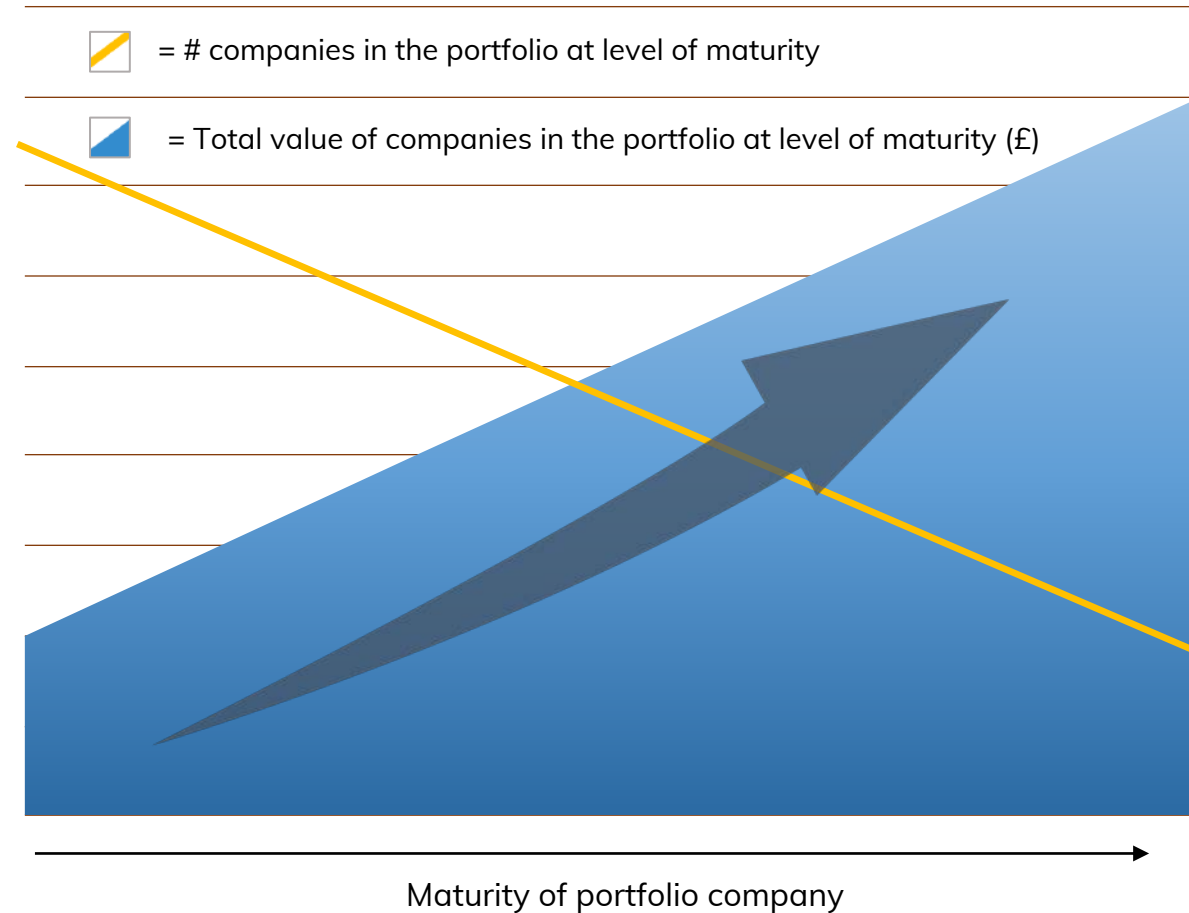 = # companies in the portfolio at level of maturity
= Total value of companies in the portfolio at level of maturity (£)
Maturity of portfolio company